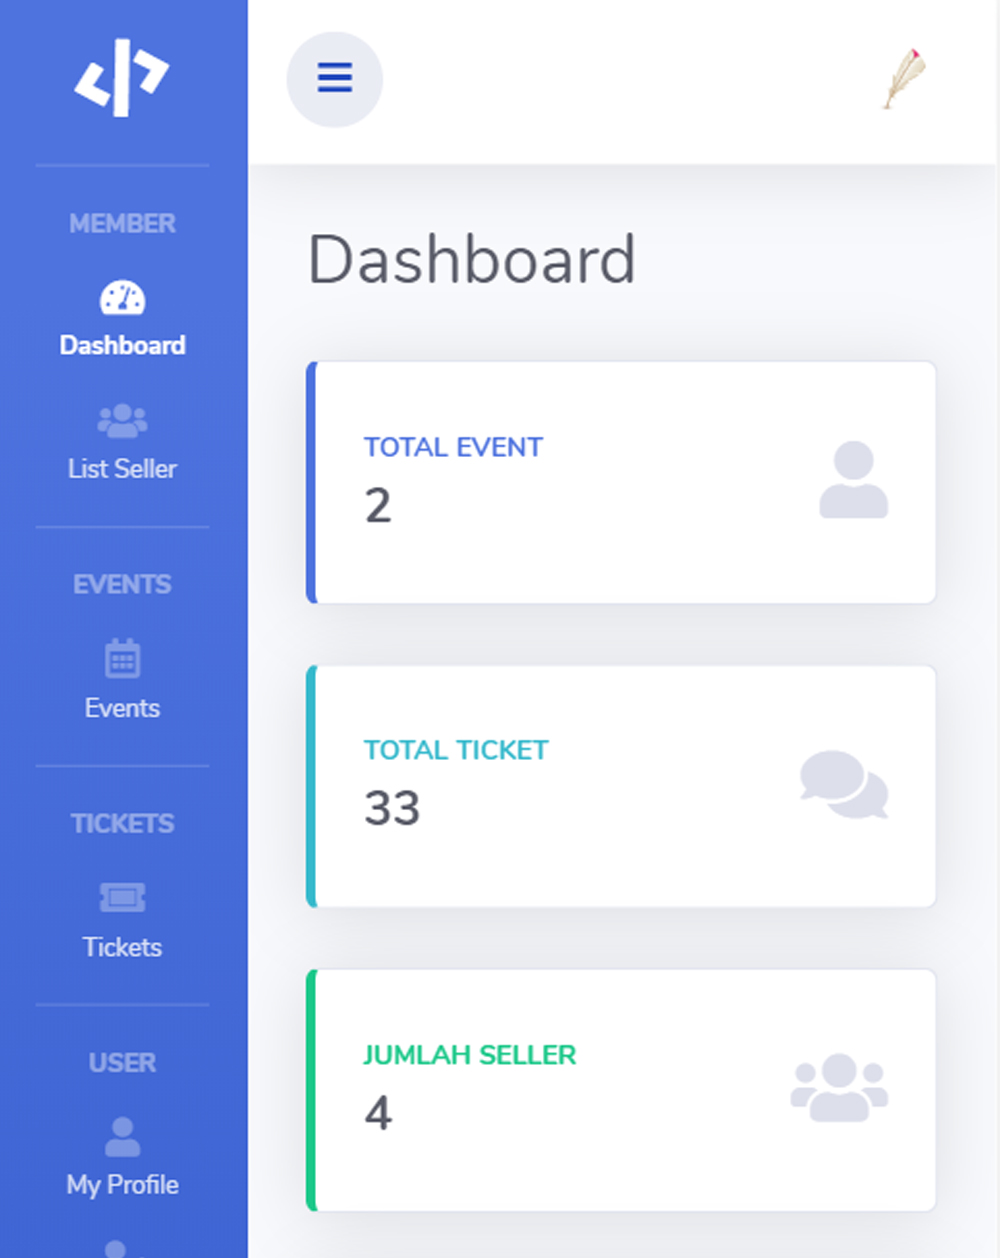 MEMBER
Dashboard
List Seller
EVENTS
Events
TICKETS
Tickets
USER
My Profile
Dashboard
TOTAL EVENT
2
TOTAL TICKET
33
JUMLAH SELLER
4